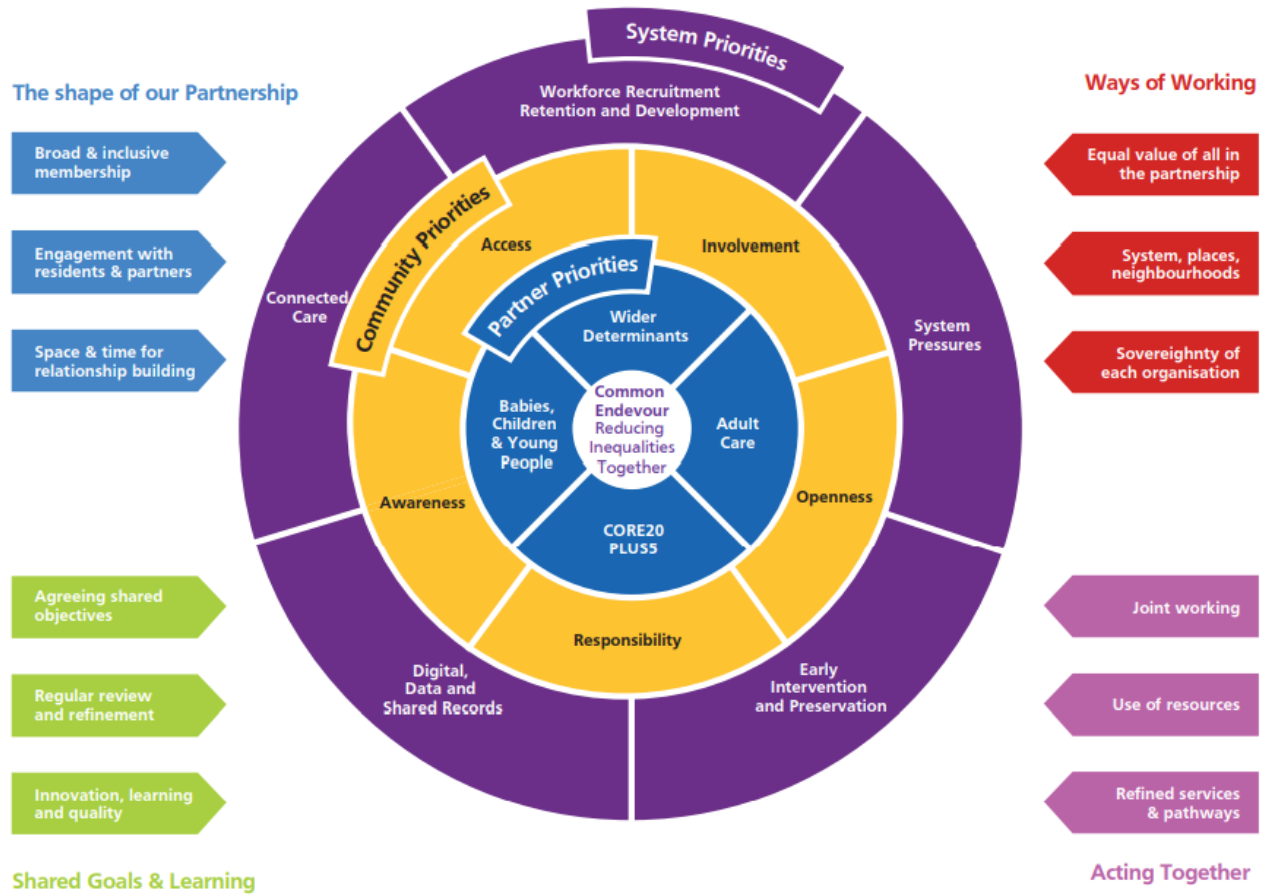 System Priorities
The shape of our Partnership
Broad & inclusive
membership
Engagement with
residents & partners
Space & time for
relationship building
Ways of Working
Equal value of all in
the partnership
System, places,
neighbourhoods
Sovereighnty of
each organisation
Workforce Recruitment
Retention and Development
System
Pressures
Early
Intervention
and Preservation
Digital,
Data and
Shared Records
Connected
Care
Community Priorities
Access
Involvement
Openness
Responsibility
Awareness
Partner Priorities
Wider
Determinants
Adult
Care
CORE20
PLUS5
Babies,
Children
& Young
People
Common
Endevour
Reducing
Inequalities
Together
Agreeing shared
objectives
Regular review
and refinement
Innovation, learning
and quality
Shared Goals & Learning
Joint working
Use of resources
Refined services
& pathways
Acting Together